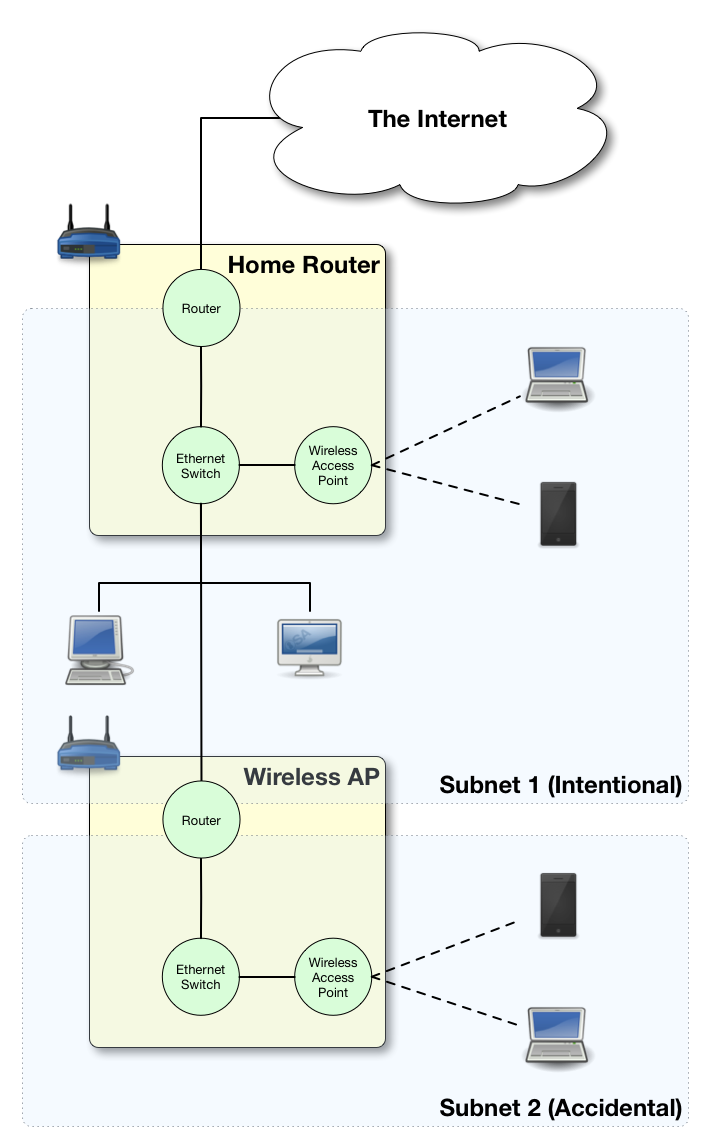 The Internet
Home Router
Router
Ethernet
Switch
Wireless
Access
Point
Wireless AP
Subnet 1 (Intentional)
Router
Ethernet
Switch
Wireless
Access
Point
Subnet 2 (Accidental)